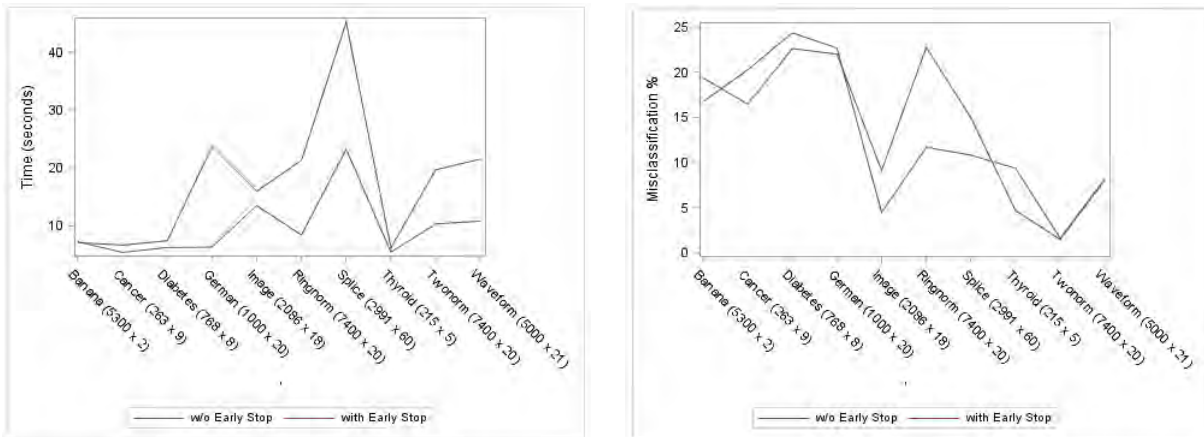 Time (seconds)
40
30
20
10
Banana (5300 x 2)
Cancer (263 x 9)
Diabetes (768 x 8)
German (1000 x 20)
Image (2086 x 18)
Ringnorm (7400 x 20)
Splice (2991 x 60)
Thyroid (215 x 5)
Twonorm (7400 x 20)
Waveform (5000 x 21)
w/o Early Stop with Early Stop
Misclassification %
25
20
15
10
5
0
Banana (5300 x 2)
Cancer (263 x 9)
Diabetes (768 x 8)
German (1000 x 20)
Image (2086 x 18)
Ringnorm (7400 x 20)
Splice (2991 x 60)
Thyroid (215 x 5)
Twonorm (7400 x 20)
Waveform (5000 x 21)
w/o Early Stop with Early Stop